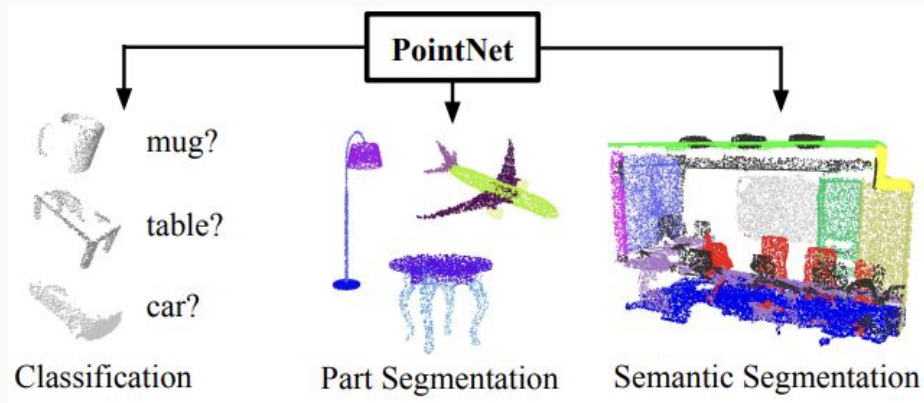 PointNet
mug?
table?
car?
Classification
Part Segmentation
Semantic Segmentation